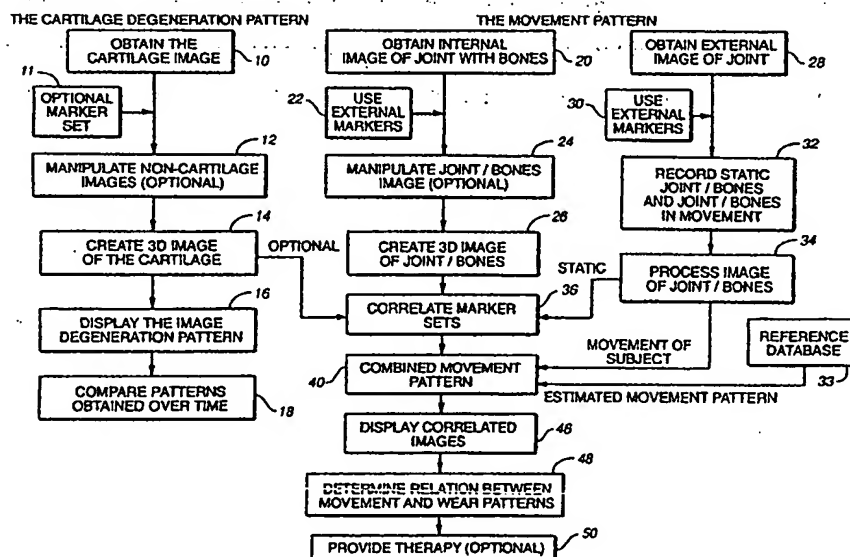 THE CARTILAGE DEGENERATION PATTERN
OBTAIN THE
CARTILAGE IMAGE
10
11
OPTIONAL
MARKER
SET
12
MANIPULATE NON-CARTILAGE
IMAGES (OPTIONAL)
14
CREATE 3D IMAGE
OF THE CARTILAGE
OPTIONAL
16
DISPLAY THE IMAGE
DEGENERATION PATTERN
COMPARE PATTERNS
OBTAINED OVER TIME
18
THE MOVEMENT PATTERN
OBTAIN INTERNAL
IMAGE OF JOINT WITH BONES
20
22
USE
EXTERNAL
MARKERS
24
MANIPULATE JOINT / BONES
IMAGE (OPTIONAL)
26
CREATE 3D IMAGE
OF JOINT / BONES
STATIC
36
CORRELATE MARKER
SETS
COMBINED MOVEMENT
PATTERN
40
DISPLAY CORRELATED
IMAGES
46
48
DETERMINE RELATION BETWEEN
MOVEMENT AND WEAR PATTERNS
50
PROVIDE THERAPY (OPTIONAL)
OBTAIN EXTERNAL
IMAGE OF JOINT
28
30
USE
EXTERNAL
MARKERS
32
RECORD STATIC
JOINT / BONES
AND JOINT / BONES
IN MOVEMENT
34
PROCESS IMAGE
OF JOINT / BONES
MOVEMENT
OF SUBJECT
REFERENCE
DATABASE
33
ESTIMATED MOVEMENT PATTERN